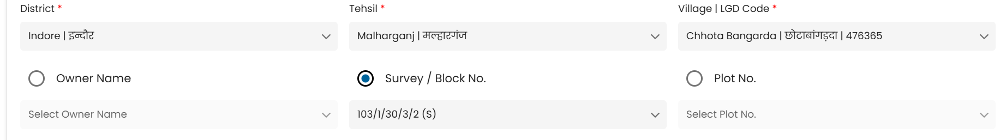 District * Tehsil * Village | LGD Code *
Indore | इन्दौर Malharganj | मल्हारगंज Chhota Bangarda | छोटाबांगड़दा | 476365
Owner Name Survey / Block No. Plot No.
Select Owner Name 103/1/30/3/2 (S) Select Plot No.